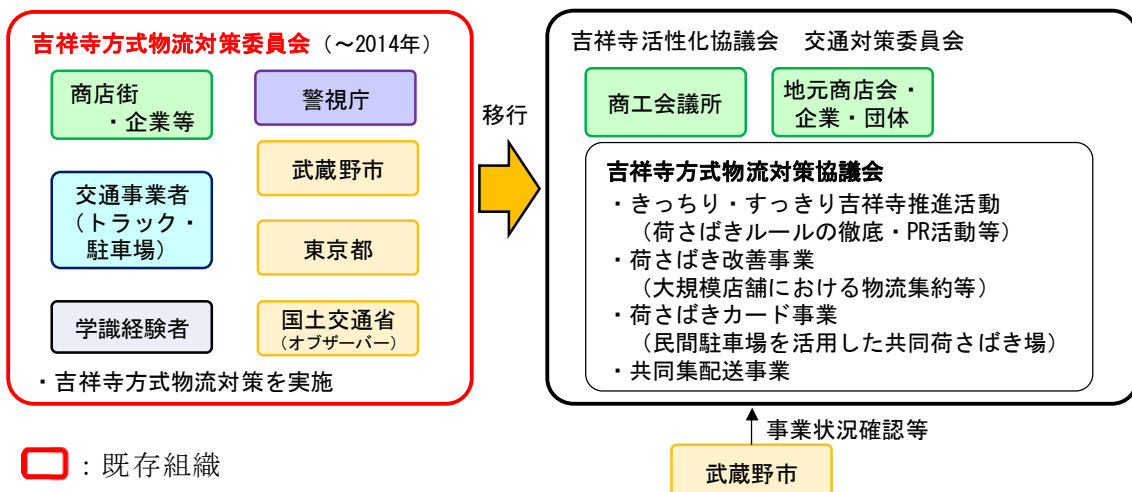 吉祥寺方式物流対策委員会（～2014年）
商店街
・企業等
警視庁
武蔵野市
交通事業者
（トラック・
駐車場）
東京都
学識経験者
国土交通省
（オブザーバー）
・吉祥寺方式物流対策を実施
移行
吉祥寺活性化協議会　交通対策委員会
商工会議所
地元商店会・
企業・団体
吉祥寺方式物流対策協議会
・きっちり・すっきり吉祥寺推進活動
（荷さばきルールの徹底・PR活動等）
・荷さばき改善事業
（大規模店舗における物流集約等）
・荷さばきカード事業
（民間駐車場を活用した共同荷さばき場）
・共同集配送事業
事業状況確認等
武蔵野市
：既存組織